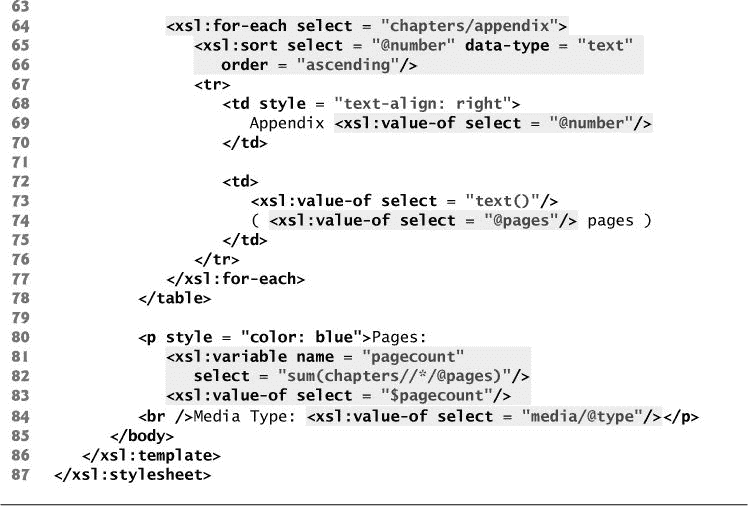 63
64 <xsl:for-each select = "chapters/appendix">
65 <xsl:sort select = "@number" data-type = "text"
66 order = "ascending"/>
67 <tr>
68 <td style = "text-align: right">
69 Appendix <xsl:value-of select = "@number"/>
70 </td>
71
72 <td>
73 <xsl:value-of select = "text()"/>
74 ( <xsl:value-of select = "@pages"/> pages )
75 </td>
76 </tr>
77 </xsl:for-each>
78 </table>
79
80 <p style = "color: blue">Pages:
81 <xsl:variable name = "pagecount"
82 select = "sum(chapters//*/@pages)"/>
83 <xsl:value-of select = "$pagecount"/>
84 <br />Media Type: <xsl:value-of select = "media/@type"/></p>
85 </body>
86 </xsl:template>
87 </xsl:stylesheet>